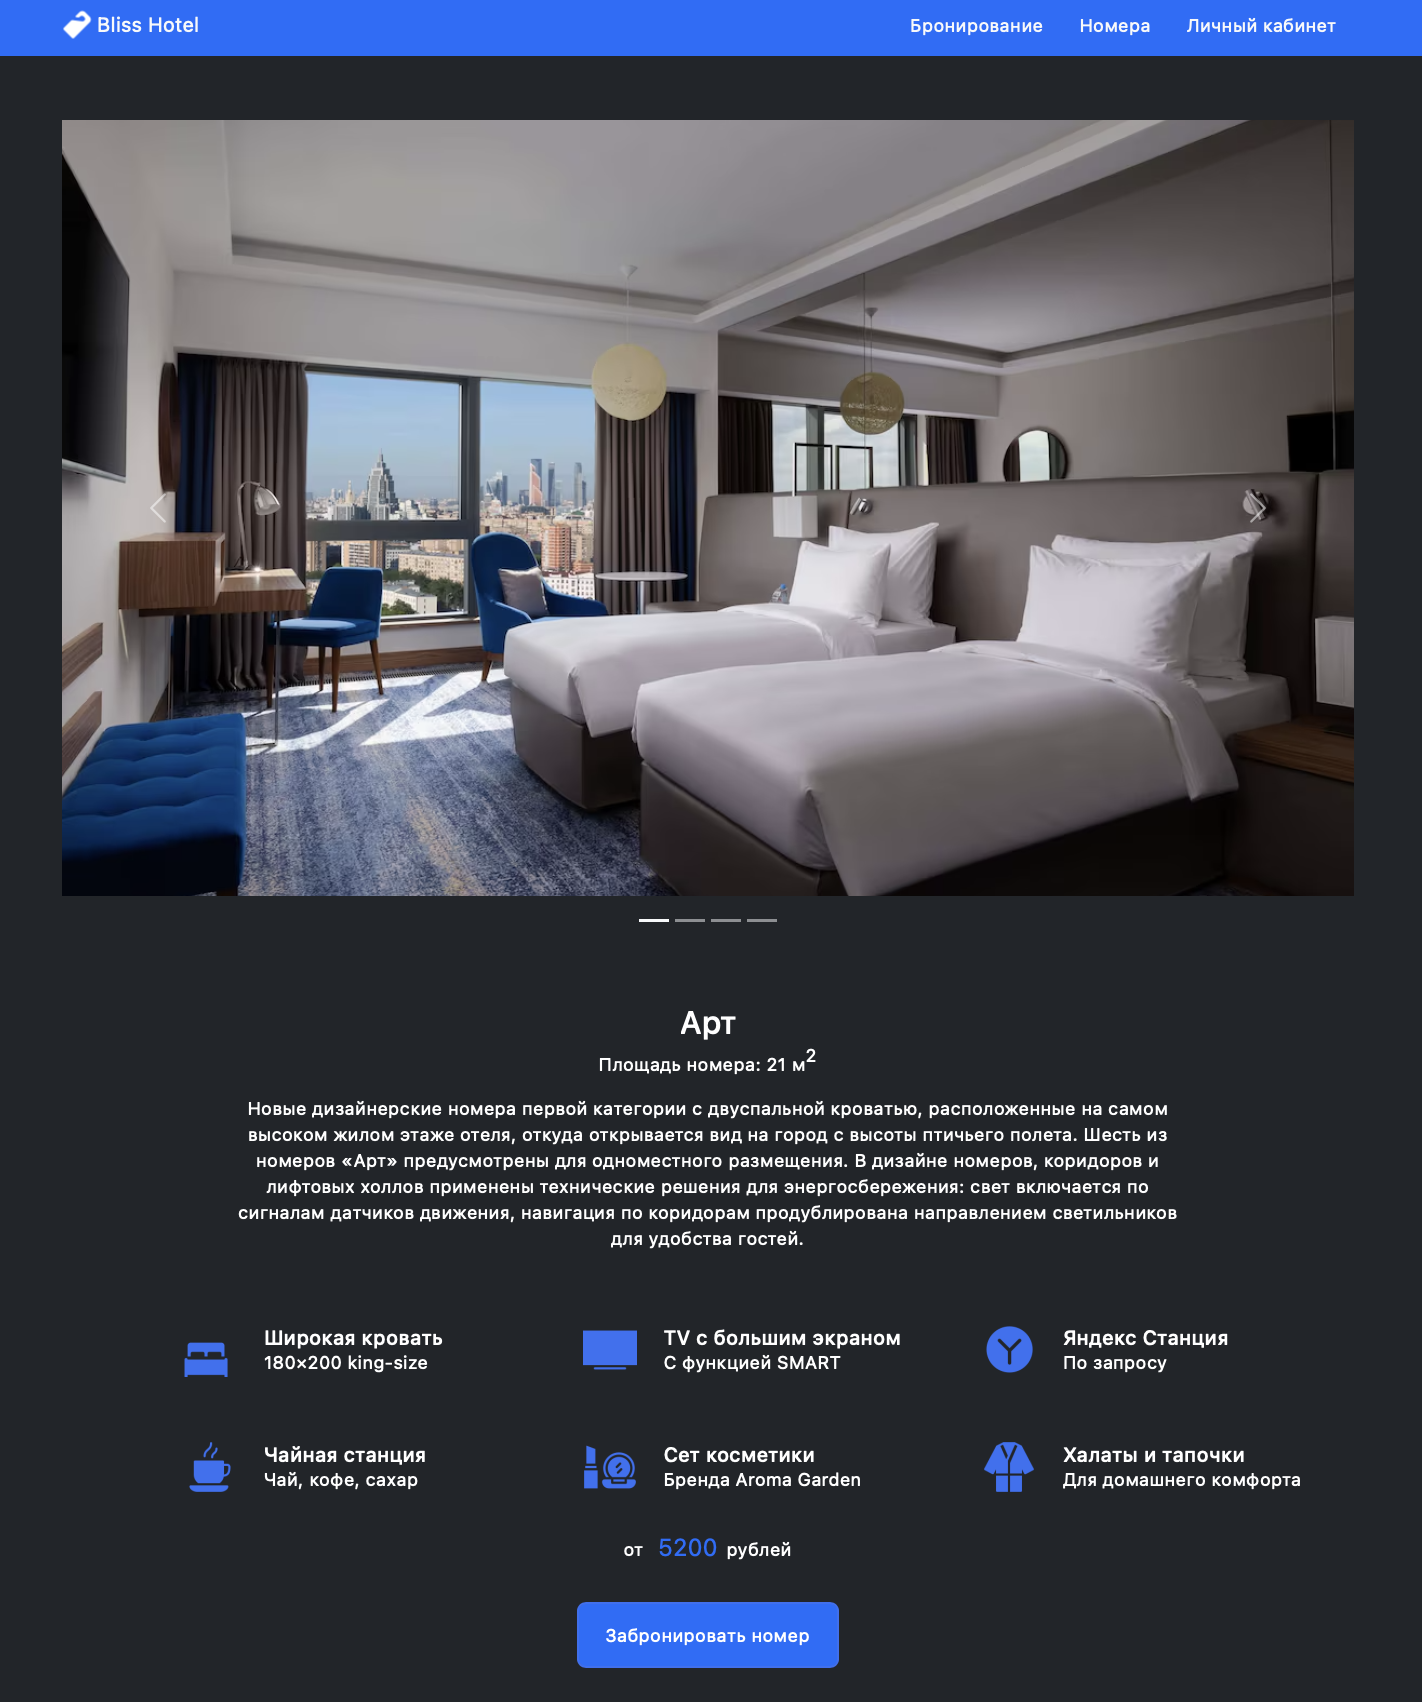 Bliss Hotel
Бронирование
Номера
Личный кабинет
Арт
Площадь номера: 21 м²
Новые дизайнерские номера первой категории с двуспальной кроватью, расположенные на самом
высоком жилом этаже отеля, откуда открывается вид на город с высоты птичьего полета. Шесть из
номеров «Арт» предусмотрены для одноместного размещения. В дизайне номеров, коридоров и
лифтовых холлов применены технические решения для энергосбережения: свет включается по
сигналам датчиков движения, навигация по коридорам продублирована направлением светильников
для удобства гостей.
Широкая кровать
180×200 king-size
TV с большим экраном
С функцией SMART
Яндекс Станция
По запросу
Чайная станция
Чай, кофе, сахар
Сет косметики
Бренда Aroma Garden
Халаты и тапочки
Для домашнего комфорта
от 5200 рублей
Забронировать номер